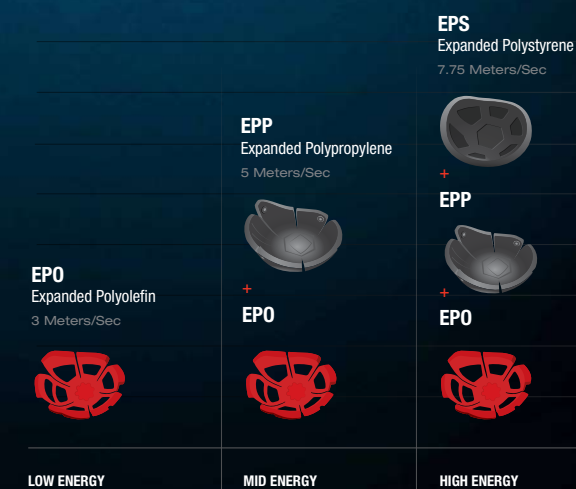 EPS
Expanded Polystyrene
7.75 Meters/Sec
+
EPP
+
EPO
EPP
Expanded Polypropylene
5 Meters/Sec
+
EPO
EPO
Expanded Polyolefin
3 Meters/Sec
LOW ENERGY
MID ENERGY
HIGH ENERGY